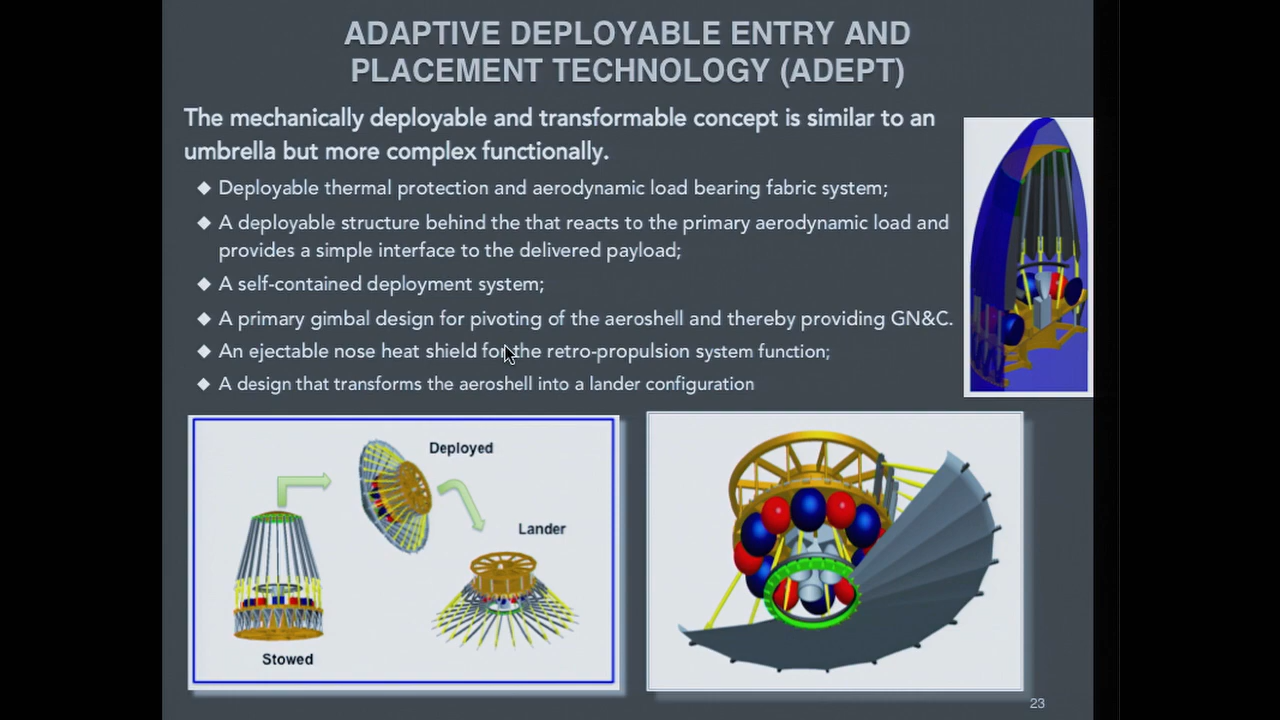 ADAPTIVE DEPLOYABLE ENTRY AND
PLACEMENT TECHNOLOGY (ADEPT)
The mechanically deployable and transformable concept is similar to an
umbrella but more complex functionally.
◆ Deployable thermal protection and aerodynamic load bearing fabric system;
◆ A deployable structure behind the that reacts to the primary aerodynamic load and
provides a simple interface to the delivered payload;
◆ A self-contained deployment system;
◆ A primary gimbal design for pivoting of the aeroshell and thereby providing GN&C.
◆ An ejectable nose heat shield for the retro-propulsion system function;
◆ A design that transforms the aeroshell into a lander configuration
Deployed
Lander
Stowed
23